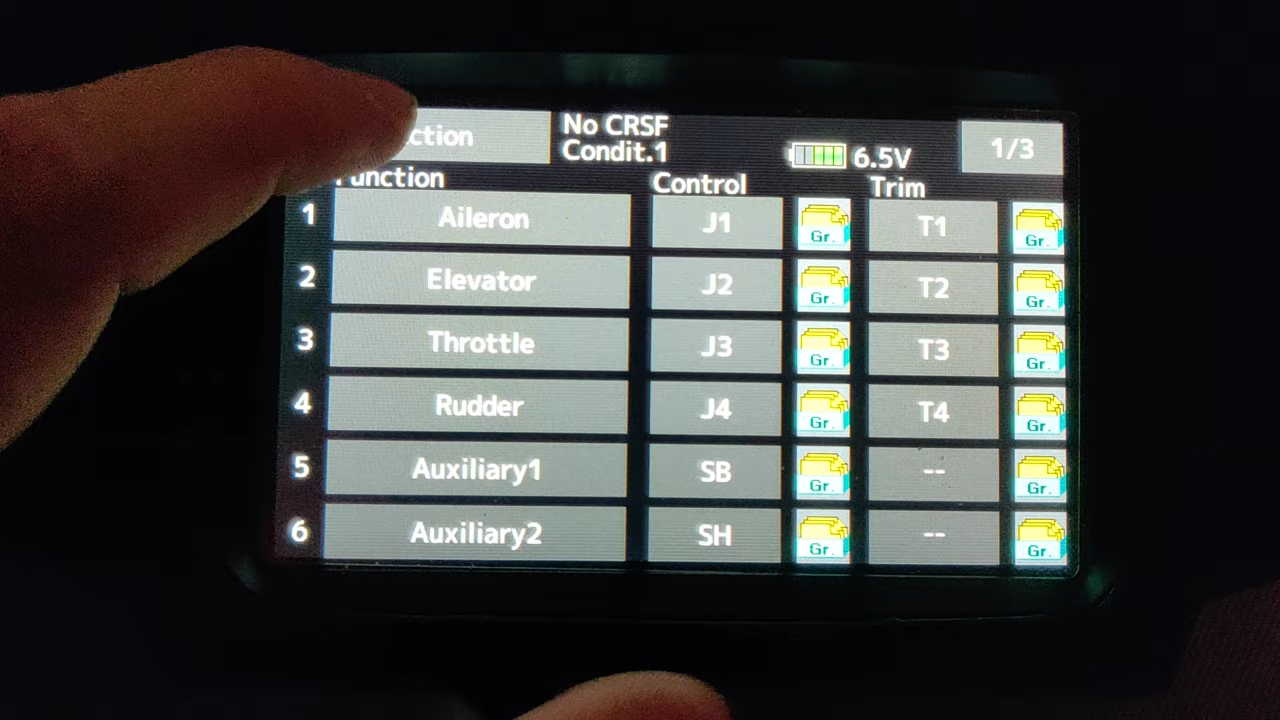 ction No CRSF
Condit.1 6.5V 1/3
unction Control Trim
1 Aileron J1 Gr. T1 Gr.
2 Elevator J2 Gr. T2 Gr.
3 Throttle J3 Gr. T3 Gr.
4 Rudder J4 Gr. T4 Gr.
5 Auxiliary1 SB Gr. -- Gr.
6 Auxiliary2 SH Gr. -- Gr.